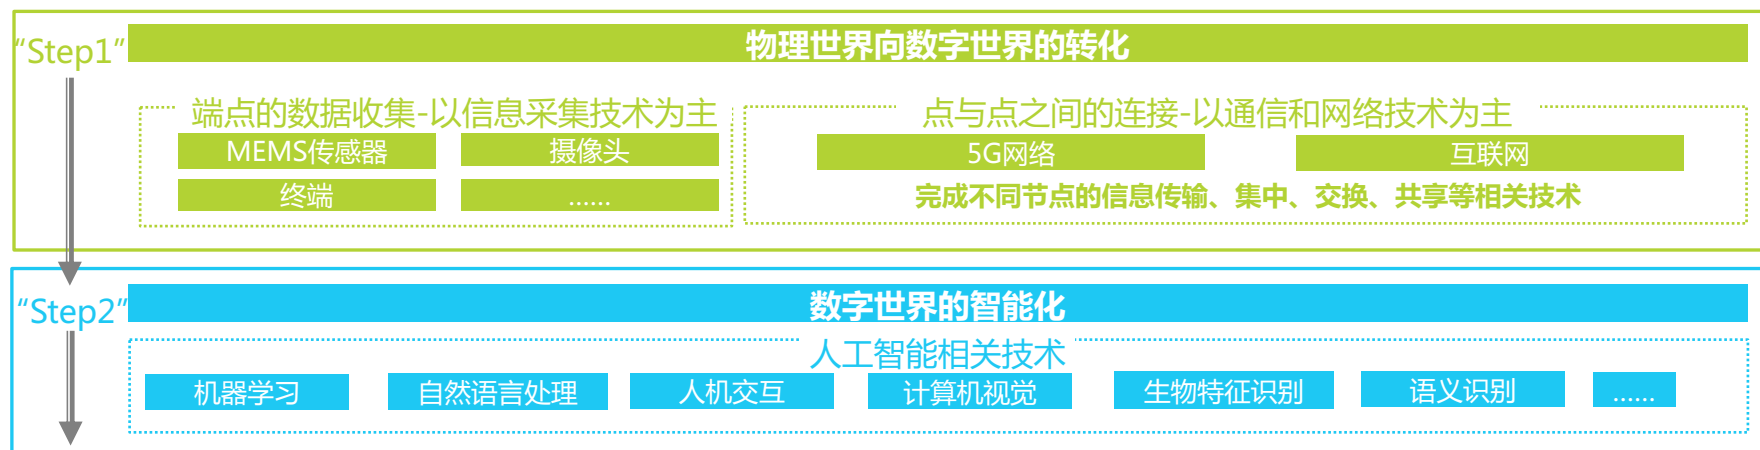 “Step1”
物理世界向数字世界的转化
端点的数据收集-以信息采集技术为主
MEMS传感器
摄像头
终端
......
点与点之间的连接-以通信和网络技术为主
5G网络
互联网
完成不同节点的信息传输、集中、交换、共享等相关技术
“Step2”
数字世界的智能化
人工智能相关技术
机器学习
自然语言处理
人机交互
计算机视觉
生物特征识别
语义识别
......